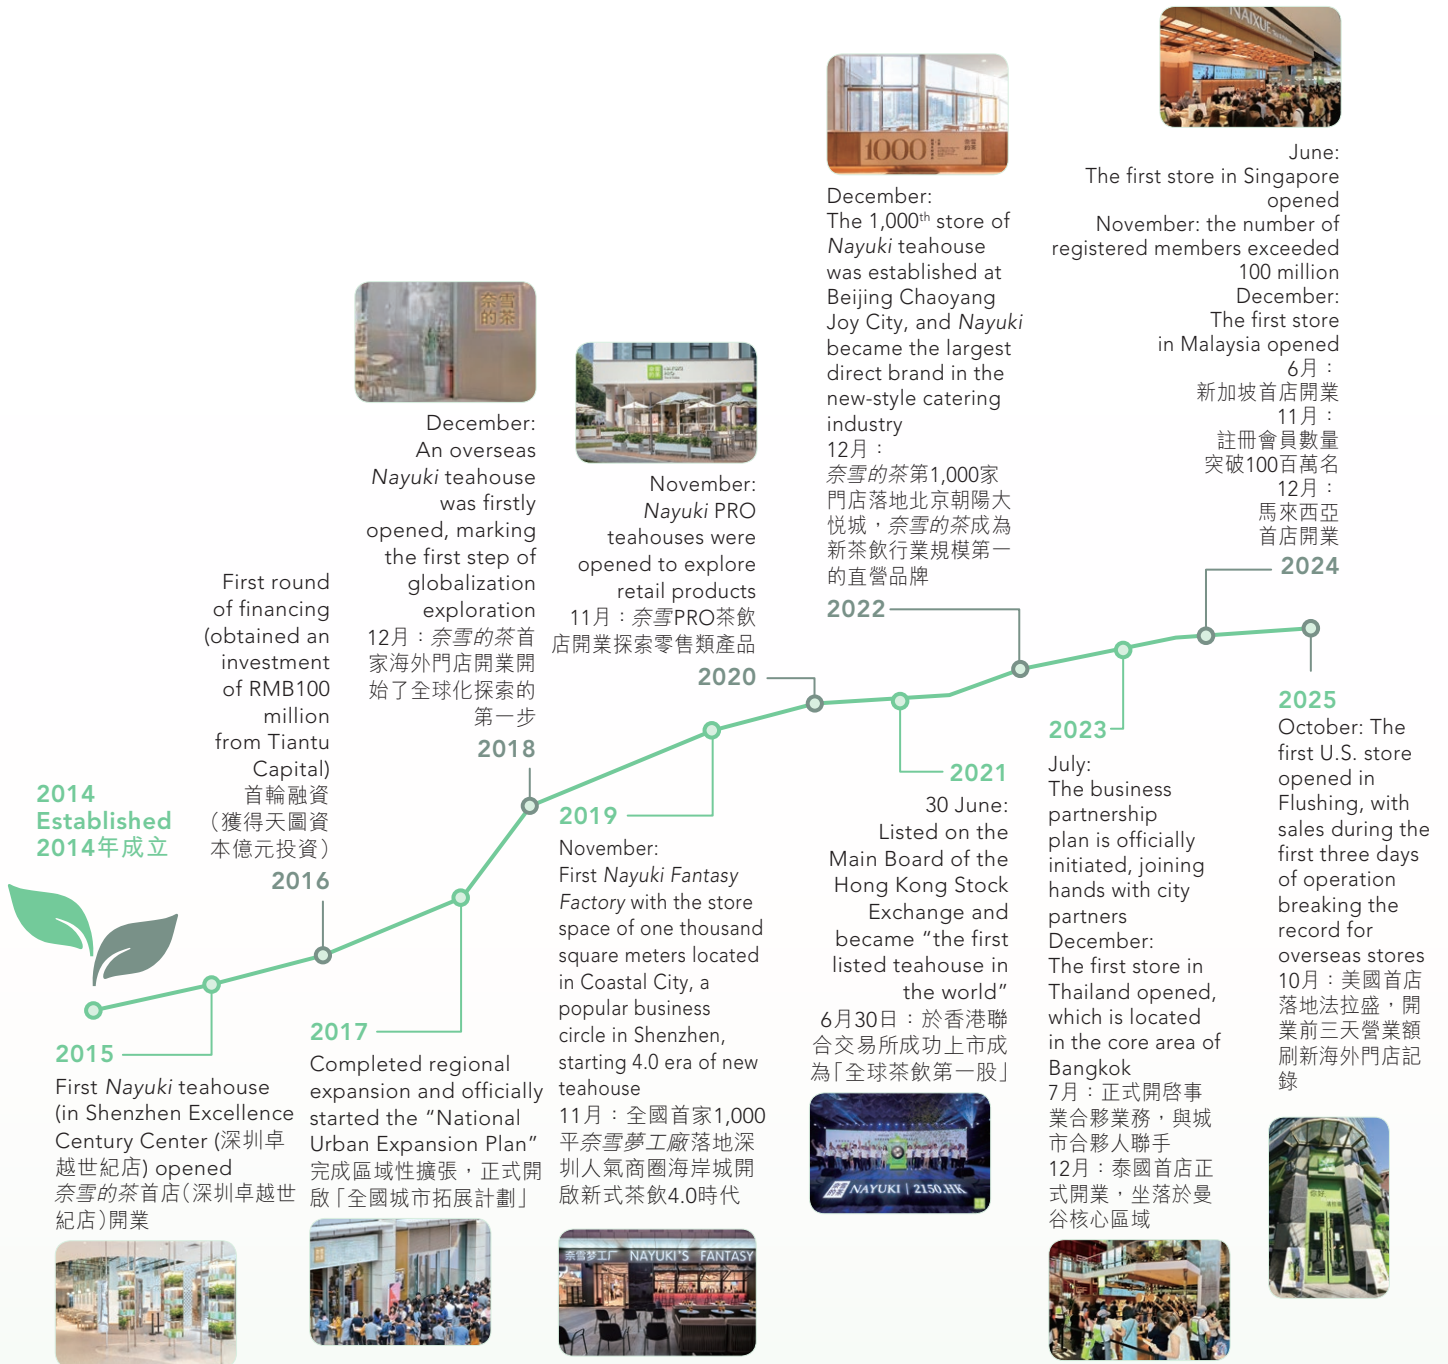 2014
Established
2014年成立
2015
First Nayuki teahouse
(in Shenzhen Excellence
Century Center (深圳卓
越世紀店) opened
奈雪的茶首店(深圳卓越世
紀店)開業
First round
of financing
(obtained an
investment
of RMB100
million
from Tiantu
Capital)
首輪融資
(獲得天圖資
本億元投資)
2016
2017
Completed regional
expansion and officially
started the “National
Urban Expansion Plan”
完成區域性擴張，正式開
啟「全國城市拓展計劃」
奈雪
的茶
December:
An overseas
Nayuki teahouse
was firstly
opened, marking
the first step of
globalization
exploration
12月：奈雪的茶首
家海外門店開業開
始了全球化探索的
第一步
2018
2019
November:
First Nayuki Fantasy
Factory with the store
space of one thousand
square meters located
in Coastal City, a
popular business
circle in Shenzhen,
starting 4.0 era of new
teahouse
11月：全國首家1,000
平奈雪夢工廠落地深
圳人氣商圈海岸城開
啟新式茶飲4.0時代
奈雪梦工厂 NAYUKI'S FANTASY
November:
Nayuki PRO
teahouses were
opened to explore
retail products
11月：奈雪PRO茶飲
店開業探索零售類產品
2020
2021
30 June:
Listed on the
Main Board of the
Hong Kong Stock
Exchange and
became “the first
listed teahouse in
the world”
6月30日：於香港聯
合交易所成功上市成
為「全球茶飲第一股」
NAYUKI | 2150.HK
1000
奈雪
的茶
December:
The 1,000th store of
Nayuki teahouse
was established at
Beijing Chaoyang
Joy City, and Nayuki
became the largest
direct brand in the
new-style catering
industry
12月：
奈雪的茶第1,000家
門店落地北京朝陽大
悅城，奈雪的茶成為
新茶飲行業規模第一
的直營品牌
2022
2023
July:
The business
partnership
plan is officially
initiated, joining
hands with city
partners
December:
The first store in
Thailand opened,
which is located
in the core area of
Bangkok
7月：正式開啓事
業合夥業務，與城
市合夥人聯手
12月：泰國首店正
式開業，坐落於曼
谷核心區域
NAIXUE
June:
The first store in Singapore
opened
November: the number of
registered members exceeded
100 million
December:
The first store
in Malaysia opened
6月：
新加坡首店開業
11月：
註冊會員數量
突破100百萬名
12月：
馬來西亞
首店開業
2024
2025
October: The
first U.S. store
opened in
Flushing, with
sales during the
first three days
of operation
breaking the
record for
overseas stores
10月：美國首店
落地法拉盛，開
業前三天營業額
刷新海外門店記
錄
你好